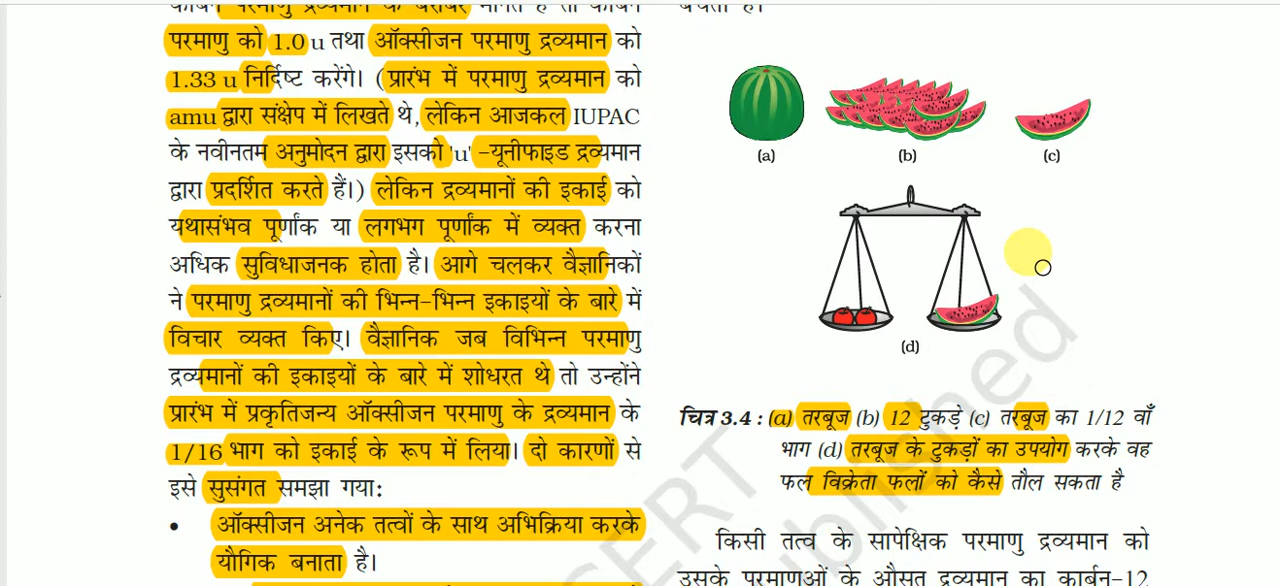 परमाणु को 1.0 u तथा ऑक्सीजन परमाणु द्रव्यमान को
1.33 u निर्दिष्ट करेंगे। (प्रारंभ में परमाणु द्रव्यमान को
amu द्वारा संक्षेप में लिखते थे, लेकिन आजकल IUPAC
के नवीनतम अनुमोदन द्वारा इसको 'u' -यूनीफाइड द्रव्यमान
द्वारा प्रदर्शित करते हैं।) लेकिन द्रव्यमानों की इकाई को
यथासंभव पूर्णांक या लगभग पूर्णांक में व्यक्त करना
अधिक सुविधाजनक होता है। आगे चलकर वैज्ञानिकों
ने परमाणु द्रव्यमानों की भिन्न-भिन्न इकाइयों के बारे में
विचार व्यक्त किए। वैज्ञानिक जब विभिन्न परमाणु
द्रव्यमानों की इकाइयों के बारे में शोधरत थे तो उन्होंने
प्रारंभ में प्रकृतिजन्य ऑक्सीजन परमाणु के द्रव्यमान के
1/16 भाग को इकाई के रूप में लिया। दो कारणों से
इसे सुसंगत समझा गया:
• ऑक्सीजन अनेक तत्वों के साथ अभिक्रिया करके
यौगिक बनाता है।
(a) (b) (c)
(d)
चित्र 3.4 : (a) तरबूज (b) 12 टुकड़े (c) तरबूज का 1/12 वाँ
भाग (d) तरबूज के टुकड़ों का उपयोग करके वह
फल विक्रेता फलों को कैसे तौल सकता है
किसी तत्व के सापेक्षिक परमाणु द्रव्यमान को
उसके परमाणुओं के औसत द्रव्यमान का कार्बन-12